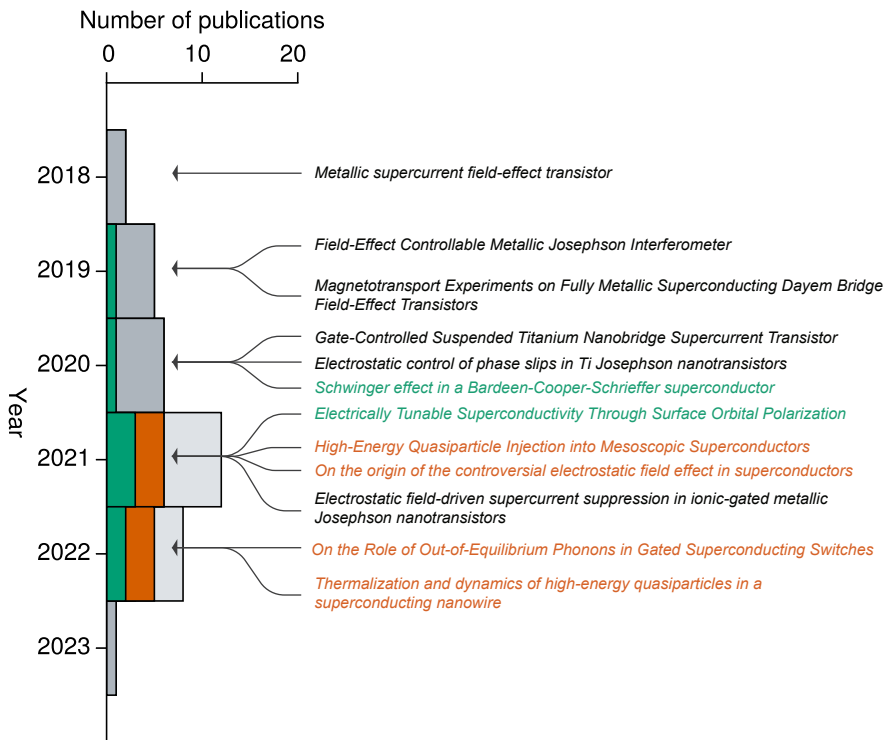 Number of publications
0 10 20
2018
Metallic supercurrent field-effect transistor
2019
Field-Effect Controllable Metallic Josephson Interferometer
Magnetotransport Experiments on Fully Metallic Superconducting Dayem Bridge
Field-Effect Transistors
2020
Gate-Controlled Suspended Titanium Nanobridge Supercurrent Transistor
Electrostatic control of phase slips in Ti Josephson nanotransistors
Schwinger effect in a Bardeen-Cooper-Schrieffer superconductor
Year
2021
Electrically Tunable Superconductivity Through Surface Orbital Polarization
High-Energy Quasiparticle Injection into Mesoscopic Superconductors
On the origin of the controversial electrostatic field effect in superconductors
Electrostatic field-driven supercurrent suppression in ionic-gated metallic
Josephson nanotransistors
2022
On the Role of Out-of-Equilibrium Phonons in Gated Superconducting Switches
Thermalization and dynamics of high-energy quasiparticles in a
superconducting nanowire
2023